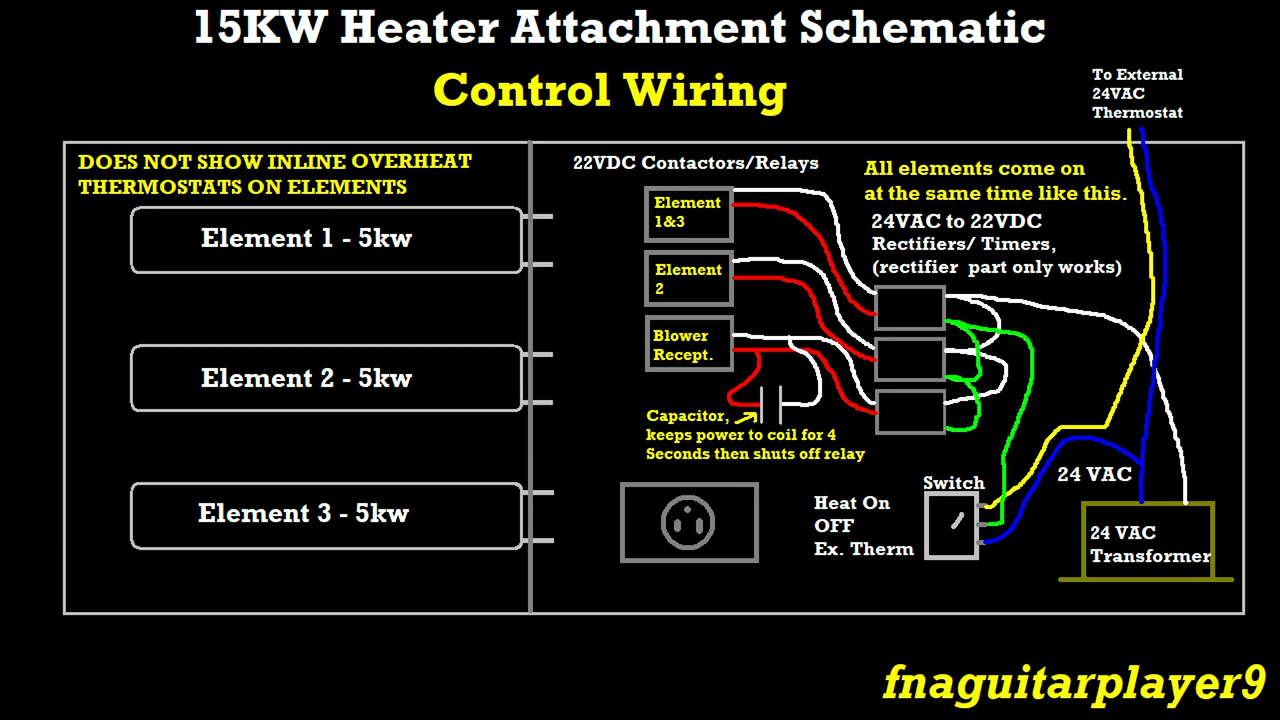 15KW Heater Attachment Schematic
Control Wiring
To External
24VAC
Thermostat
DOES NOT SHOW INLINE OVERHEAT
THERMOSTATS ON ELEMENTS
22VDC Contactors/Relays
All elements come on
at the same time like this.
24VAC to 22VDC
Rectifiers/ Timers,
(rectifier part only works)
Element 1 - 5kw
Element
1&3
Element
2
Blower
Recept.
Element 2 - 5kw
Capacitor,
keeps power to coil for 4
Seconds then shuts off relay
Element 3 - 5kw
Switch
Heat On
OFF
Ex. Therm
24 VAC
24 VAC
Transformer
fnaguitarplayer9